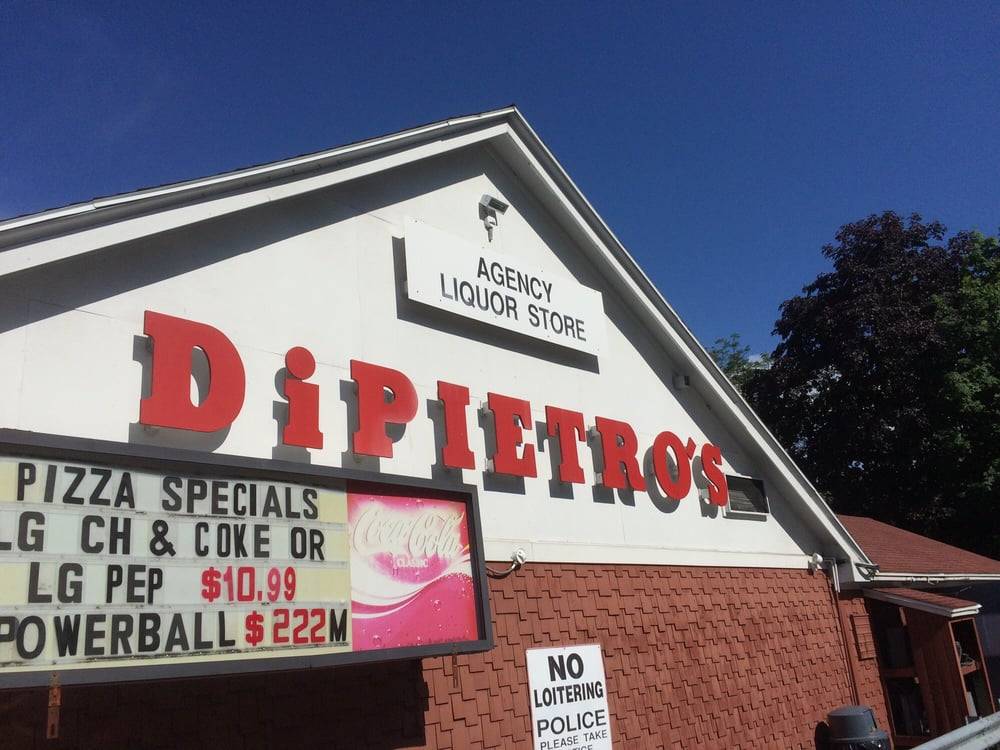 AGENCY
LIQUOR STORE
DiPIETRO'S
PIZZA SPECIALS
LG CH & COKE OR
LG PEP $10.99
POWERBALL $222M
Coca-Cola
CLASSIC
NO
LOITERING
POLICE
PLEASE TAKE